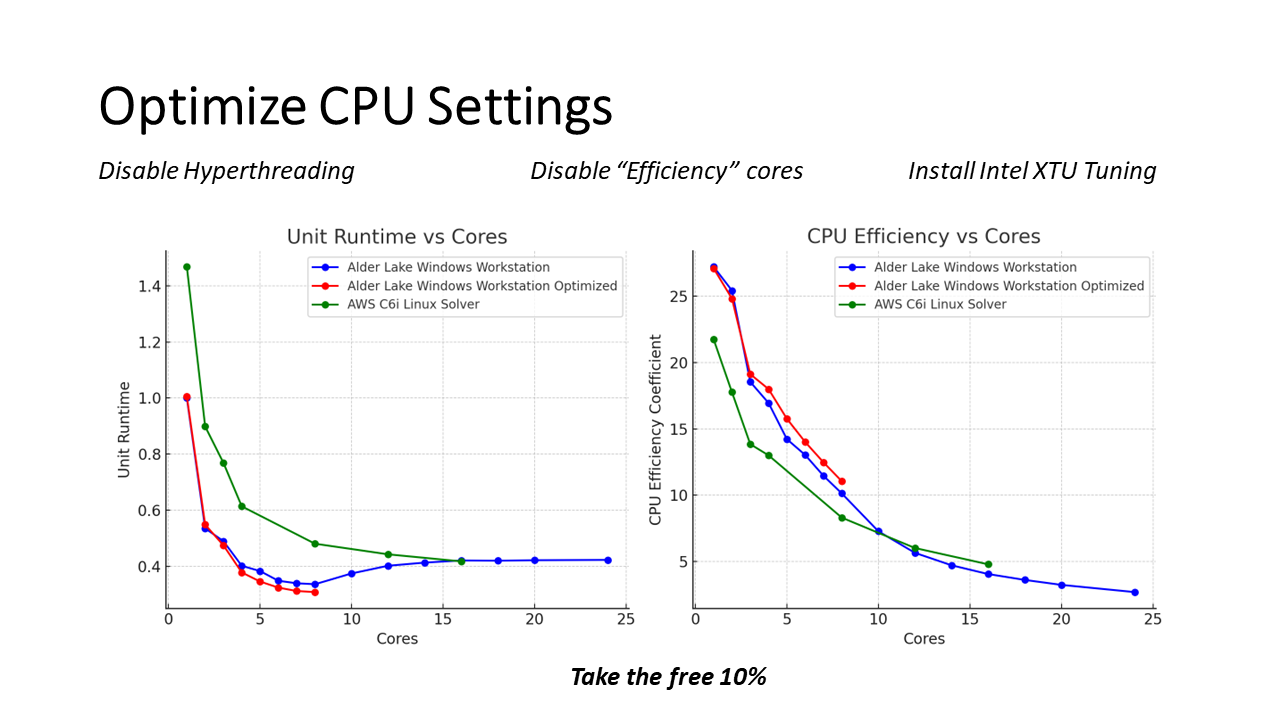 Optimize CPU Settings
Disable Hyperthreading
Disable “Efficiency” cores
Install Intel XTU Tuning
Unit Runtime vs Cores
Alder Lake Windows Workstation
Alder Lake Windows Workstation Optimized
AWS C6i Linux Solver
Unit Runtime
1.4
1.2
1.0
0.8
0.6
0.4
0 5 10 15 20 25
Cores
CPU Efficiency vs Cores
Alder Lake Windows Workstation
Alder Lake Windows Workstation Optimized
AWS C6i Linux Solver
CPU Efficiency Coefficient
25
20
15
10
5
0 5 10 15 20 25
Cores
Take the free 10%